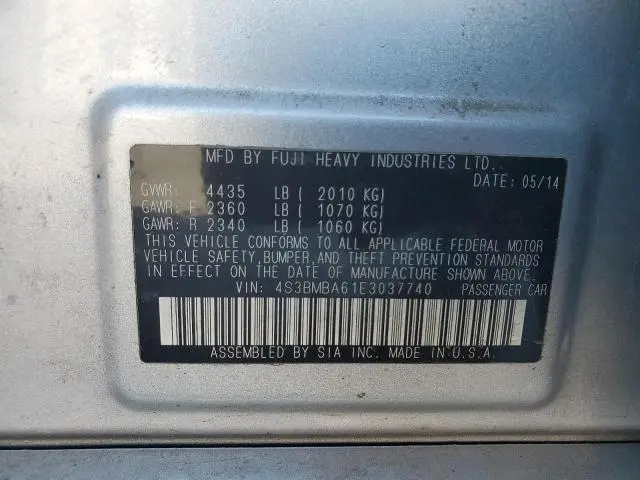 MFD BY FUJI HEAVY INDUSTRIES LTD.
DATE: 05/14
GVWR: 4435 LB ( 2010 KG)
GAWR: F 2360 LB ( 1070 KG)
GAWR: R 2340 LB ( 1060 KG)
THIS VEHICLE CONFORMS TO ALL APPLICABLE FEDERAL MOTOR
VEHICLE SAFETY,BUMPER,AND THEFT PREVENTION STANDARDS
IN EFFECT ON THE DATE OF MANUFACTURE SHOWN ABOVE.
VIN: 4S3BMBA61E3037740 PASSENGER CAR
ASSEMBLED BY SIA INC. MADE IN U.S.A.